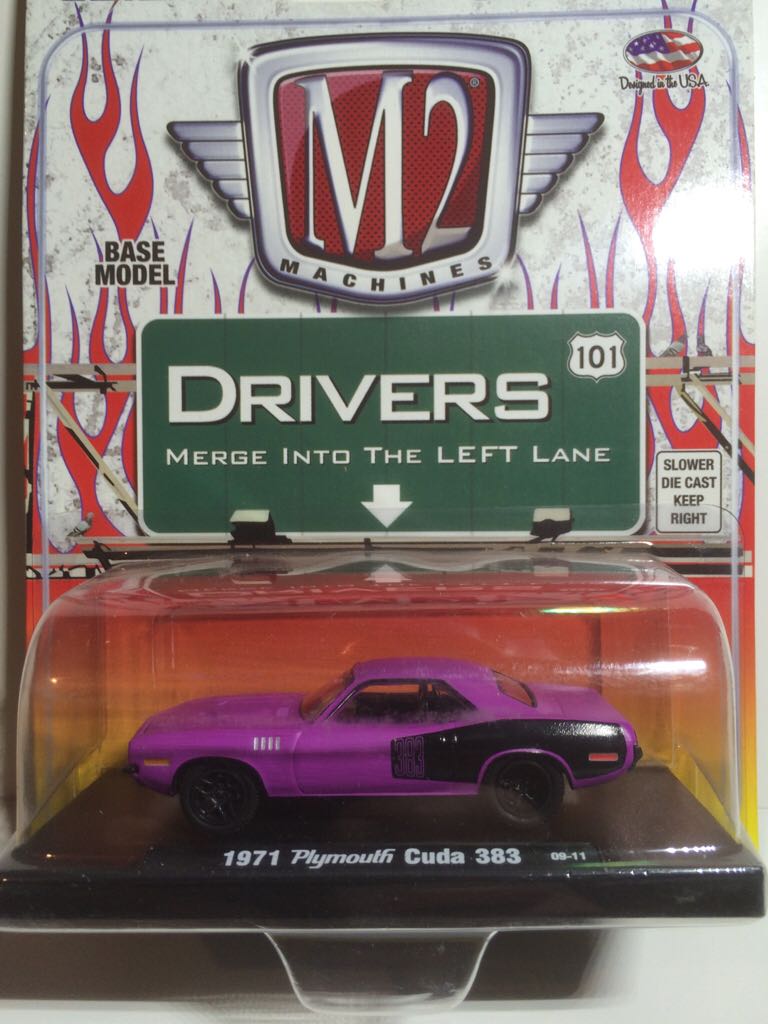 Designed in the USA
M2®
MACHINES
BASE
MODEL
101
DRIVERS
MERGE INTO THE LEFT LANE
SLOWER
DIE CAST
KEEP
RIGHT
383
1971 Plymouth Cuda 383 09-11